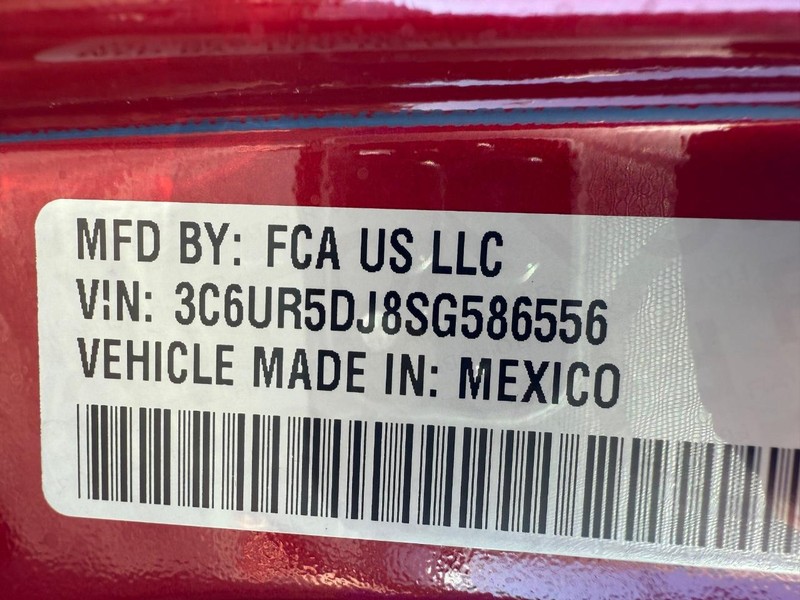 MFD BY: FCA US LLC
VIN: 3C6UR5DJ8SG586556
VEHICLE MADE IN: MEXICO